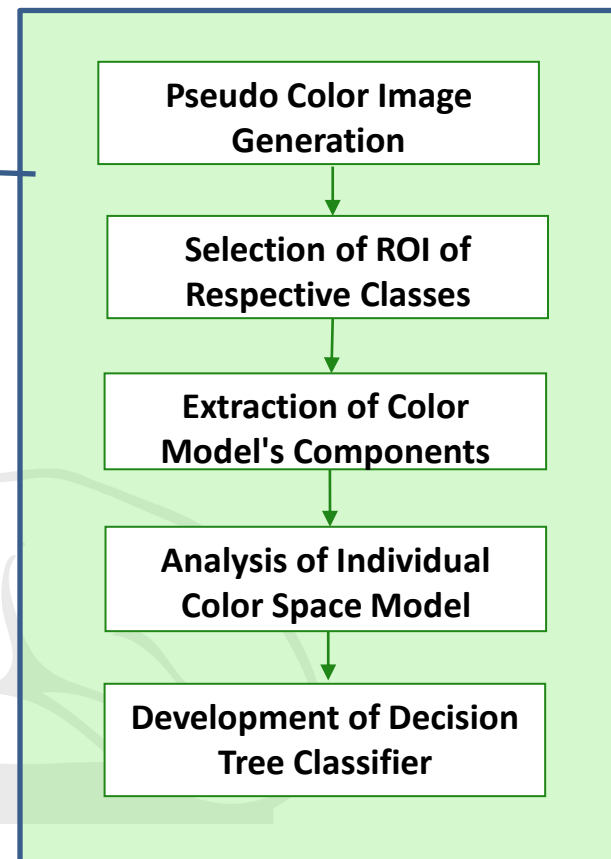 Pseudo Color Image
Generation
Selection of ROI of
Respective Classes
Extraction of Color
Model's Components
Analysis of Individual
Color Space Model
Development of Decision
Tree Classifier